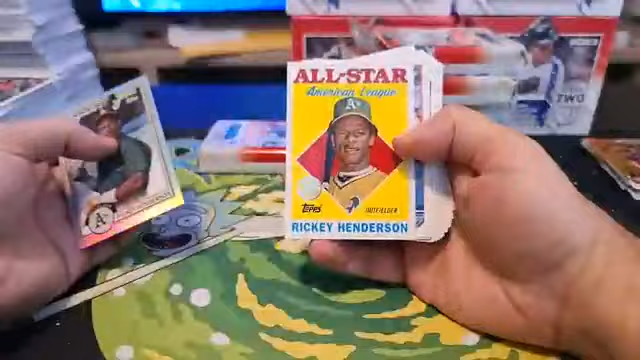 ALL-STAR
American League
A's
Topps
OUTFIELDER
RICKEY HENDERSON
A's
TWO